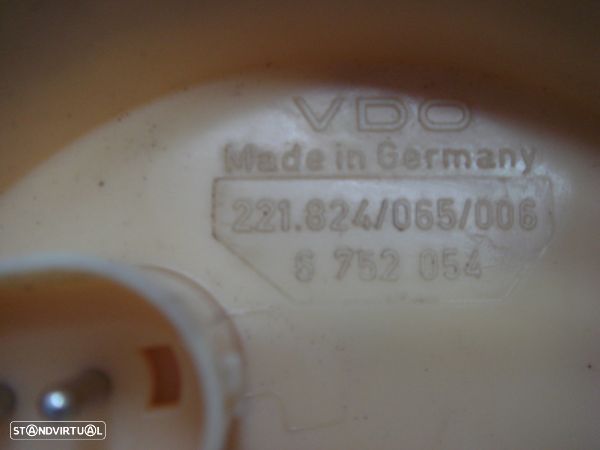 VDO
Made in Germany
221.824/065/006
6 752 054
STANDVIRTUAL